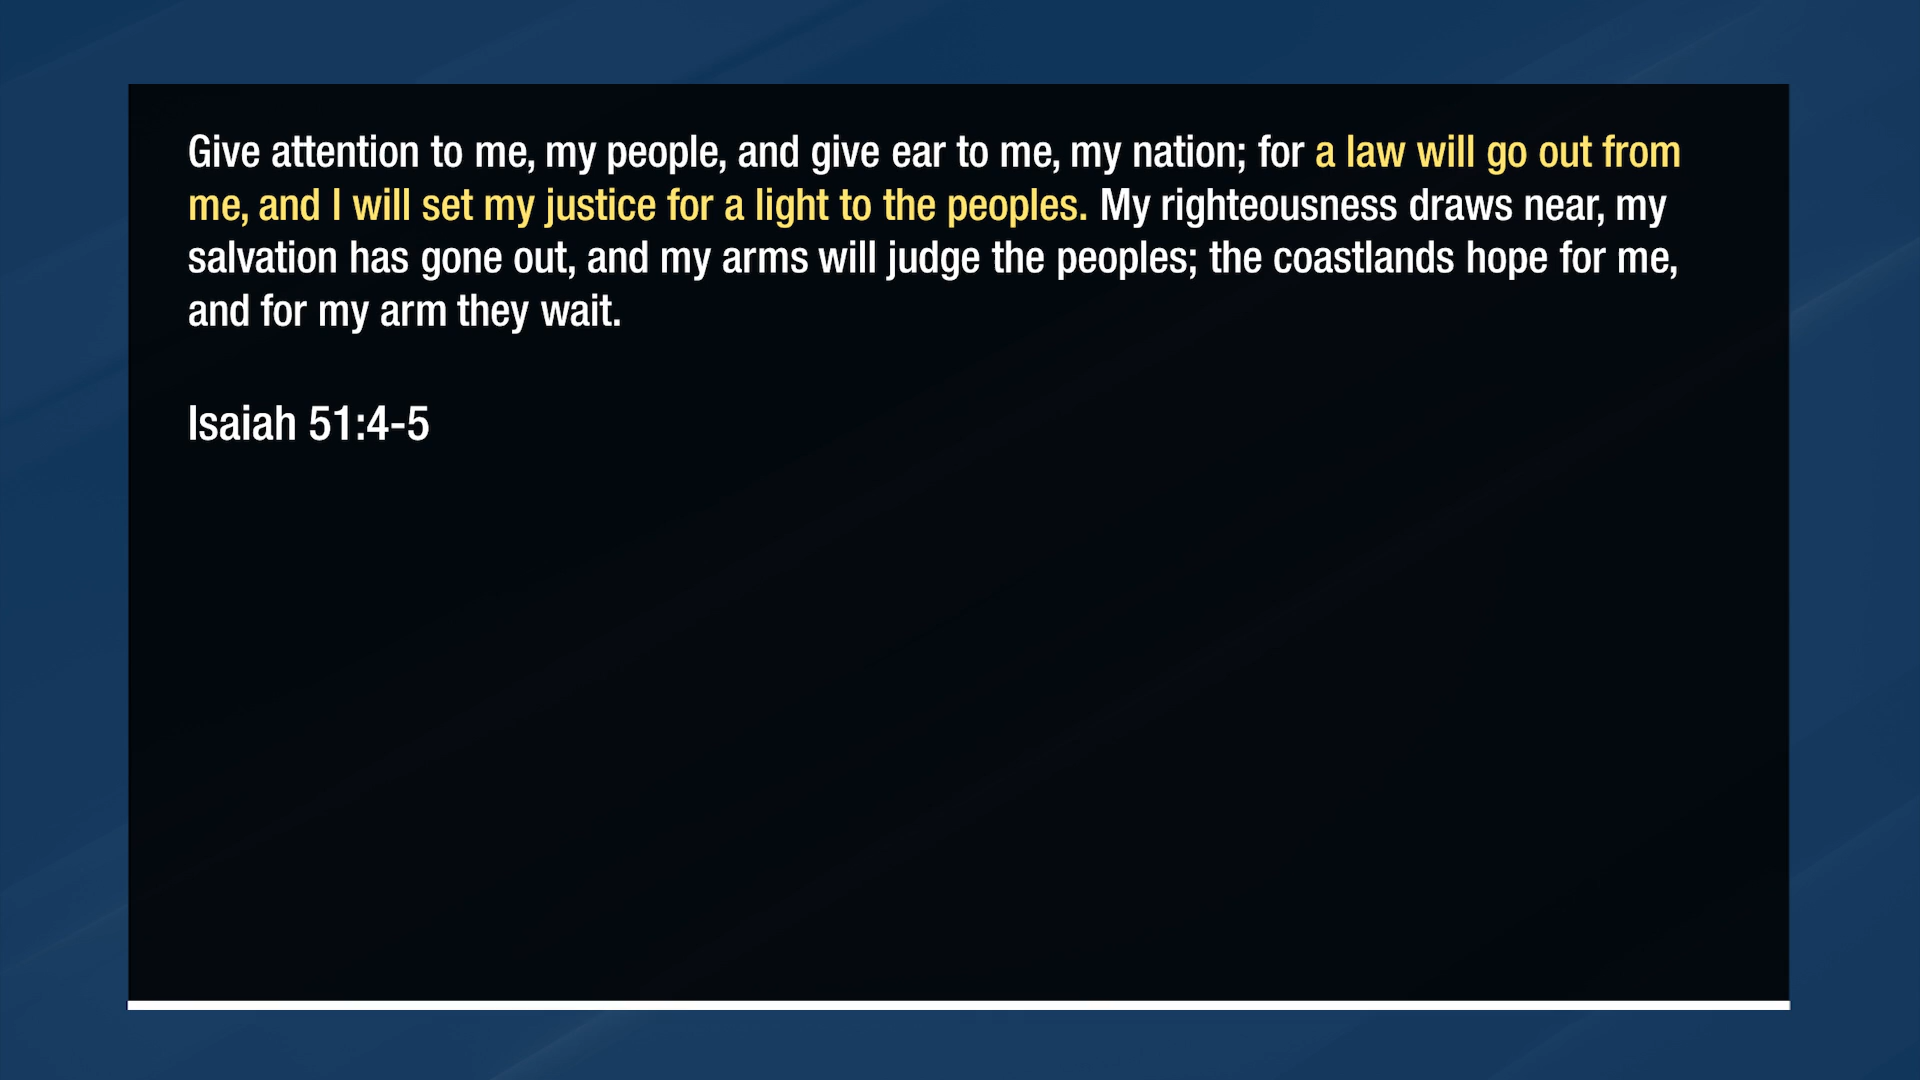 Give attention to me, my people, and give ear to me, my nation; for a law will go out from
me, and I will set my justice for a light to the peoples. My righteousness draws near, my
salvation has gone out, and my arms will judge the peoples; the coastlands hope for me,
and for my arm they wait.
Isaiah 51:4-5